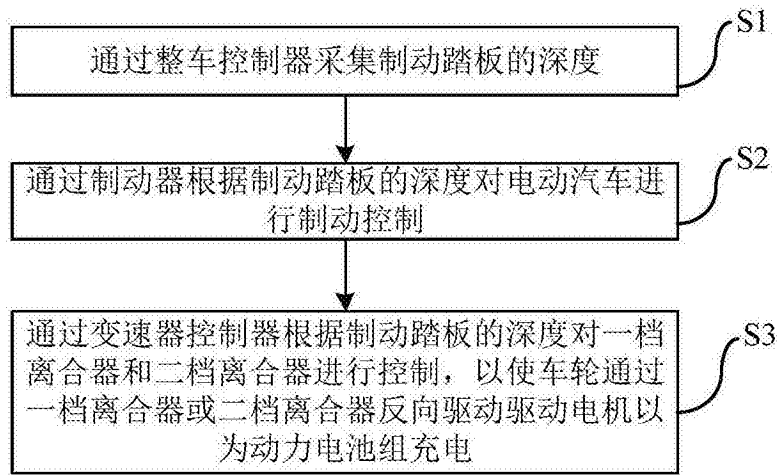 S1
通过整车控制器采集制动踏板的深度
S2
通过制动器根据制动踏板的深度对电动汽车进
行制动控制
S3
通过变速器控制器根据制动踏板的深度对一档
离合器和二档离合器进行控制，以使车轮通过
一档离合器或二档离合器反向驱动驱动电机以
为动力电池组充电